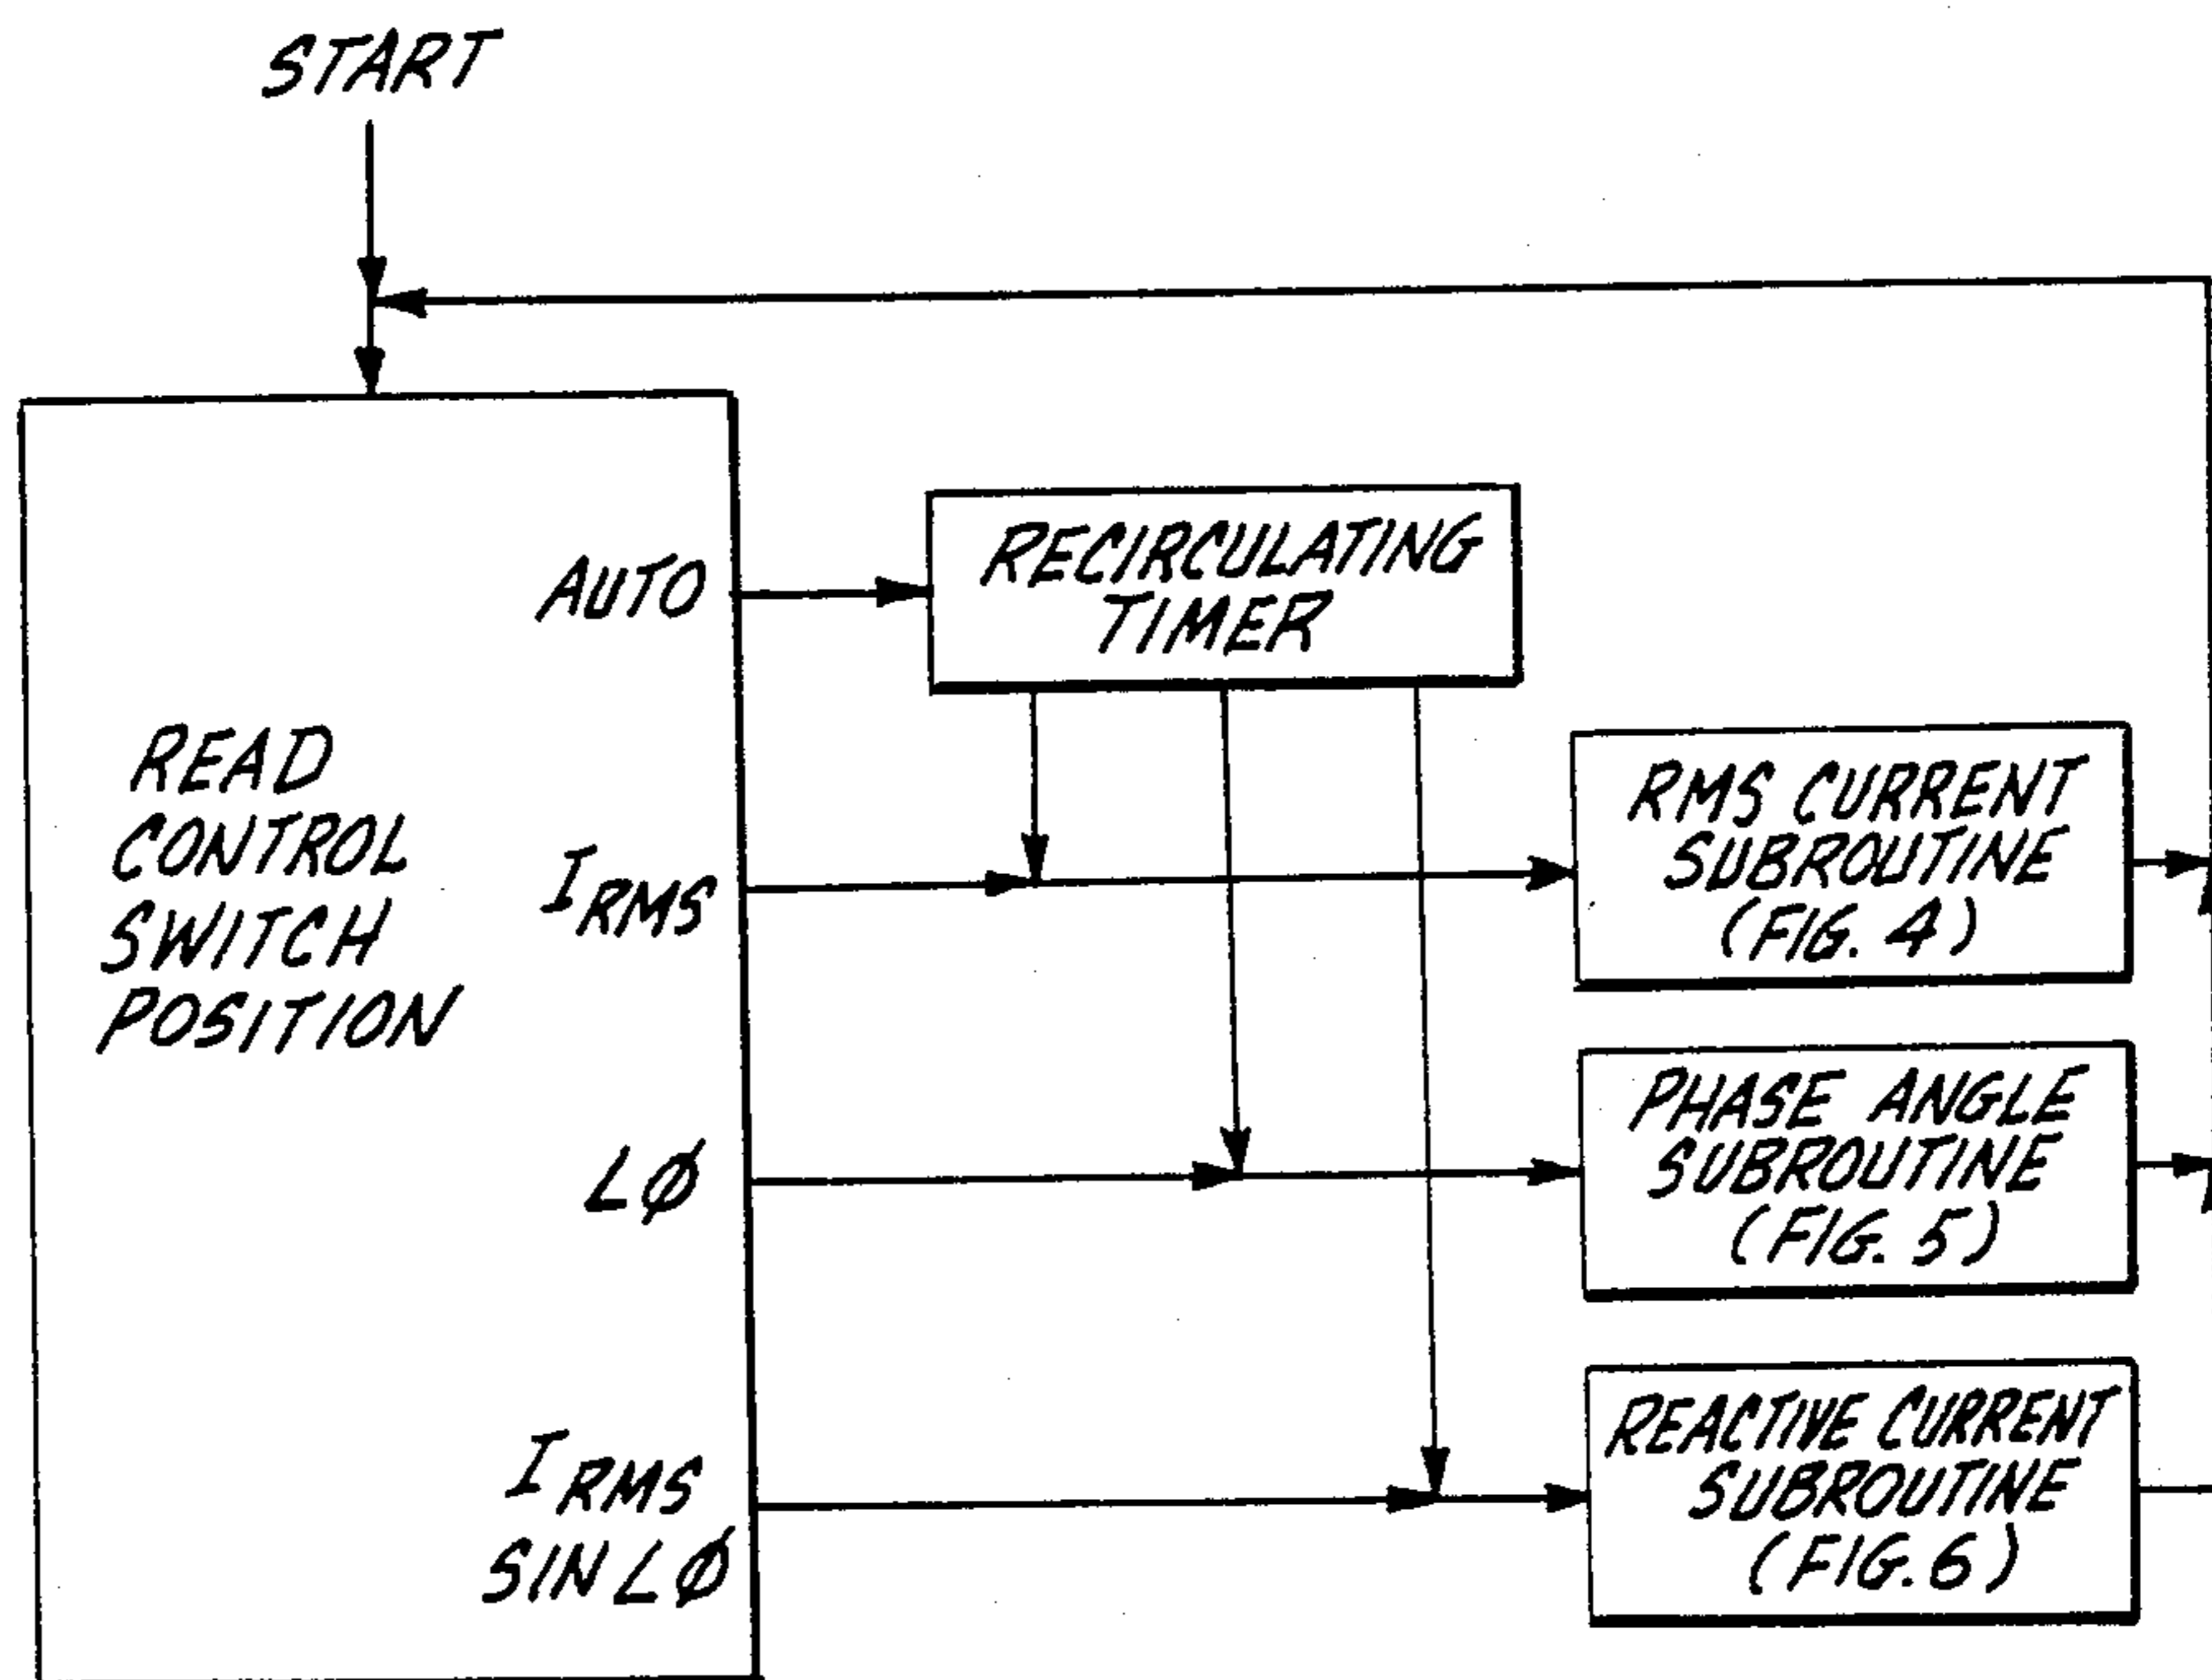 START
AUTO
RECIRCULATING
TIMER
READ
CONTROL
SWITCH
POSITION
IRMS
RMS CURRENT
SUBROUTINE
(FIG. 4)
LØ
PHASE ANGLE
SUBROUTINE
(FIG. 5)
IRMS
SIN LØ
REACTIVE CURRENT
SUBROUTINE
(FIG. 6)